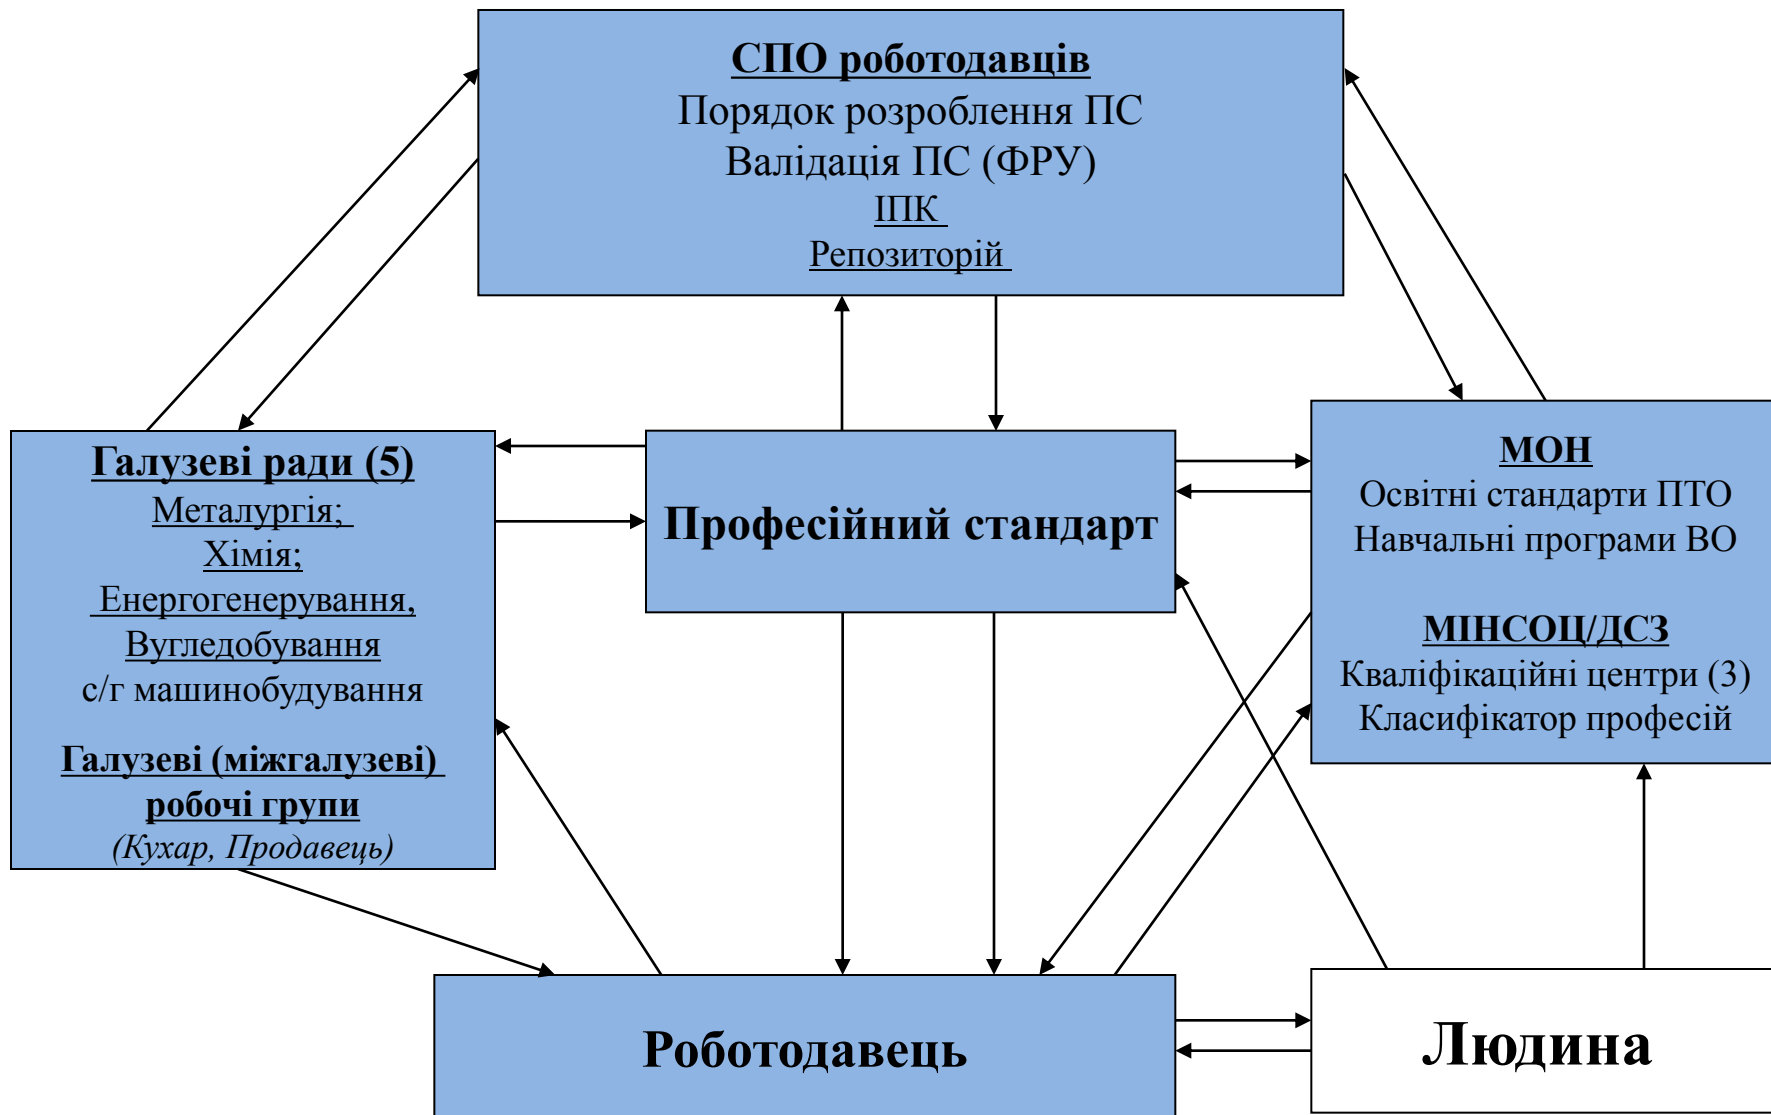 СПО роботодавців
Порядок розроблення ПС
Валідація ПС (ФРУ)
ІПК
Репозиторій
Галузеві ради (5)
Металургія;
Хімія;
Енергогенерування,
Вугледобування
с/г машинобудування
Галузеві (міжгалузеві)
робочі групи
(Кухар, Продавець)
Професійний стандарт
МОН
Освітні стандарти ПТО
Навчальні програми ВО
МІНСОЦ/ДСЗ
Кваліфікаційні центри (3)
Класифікатор професій
Роботодавець
Людина